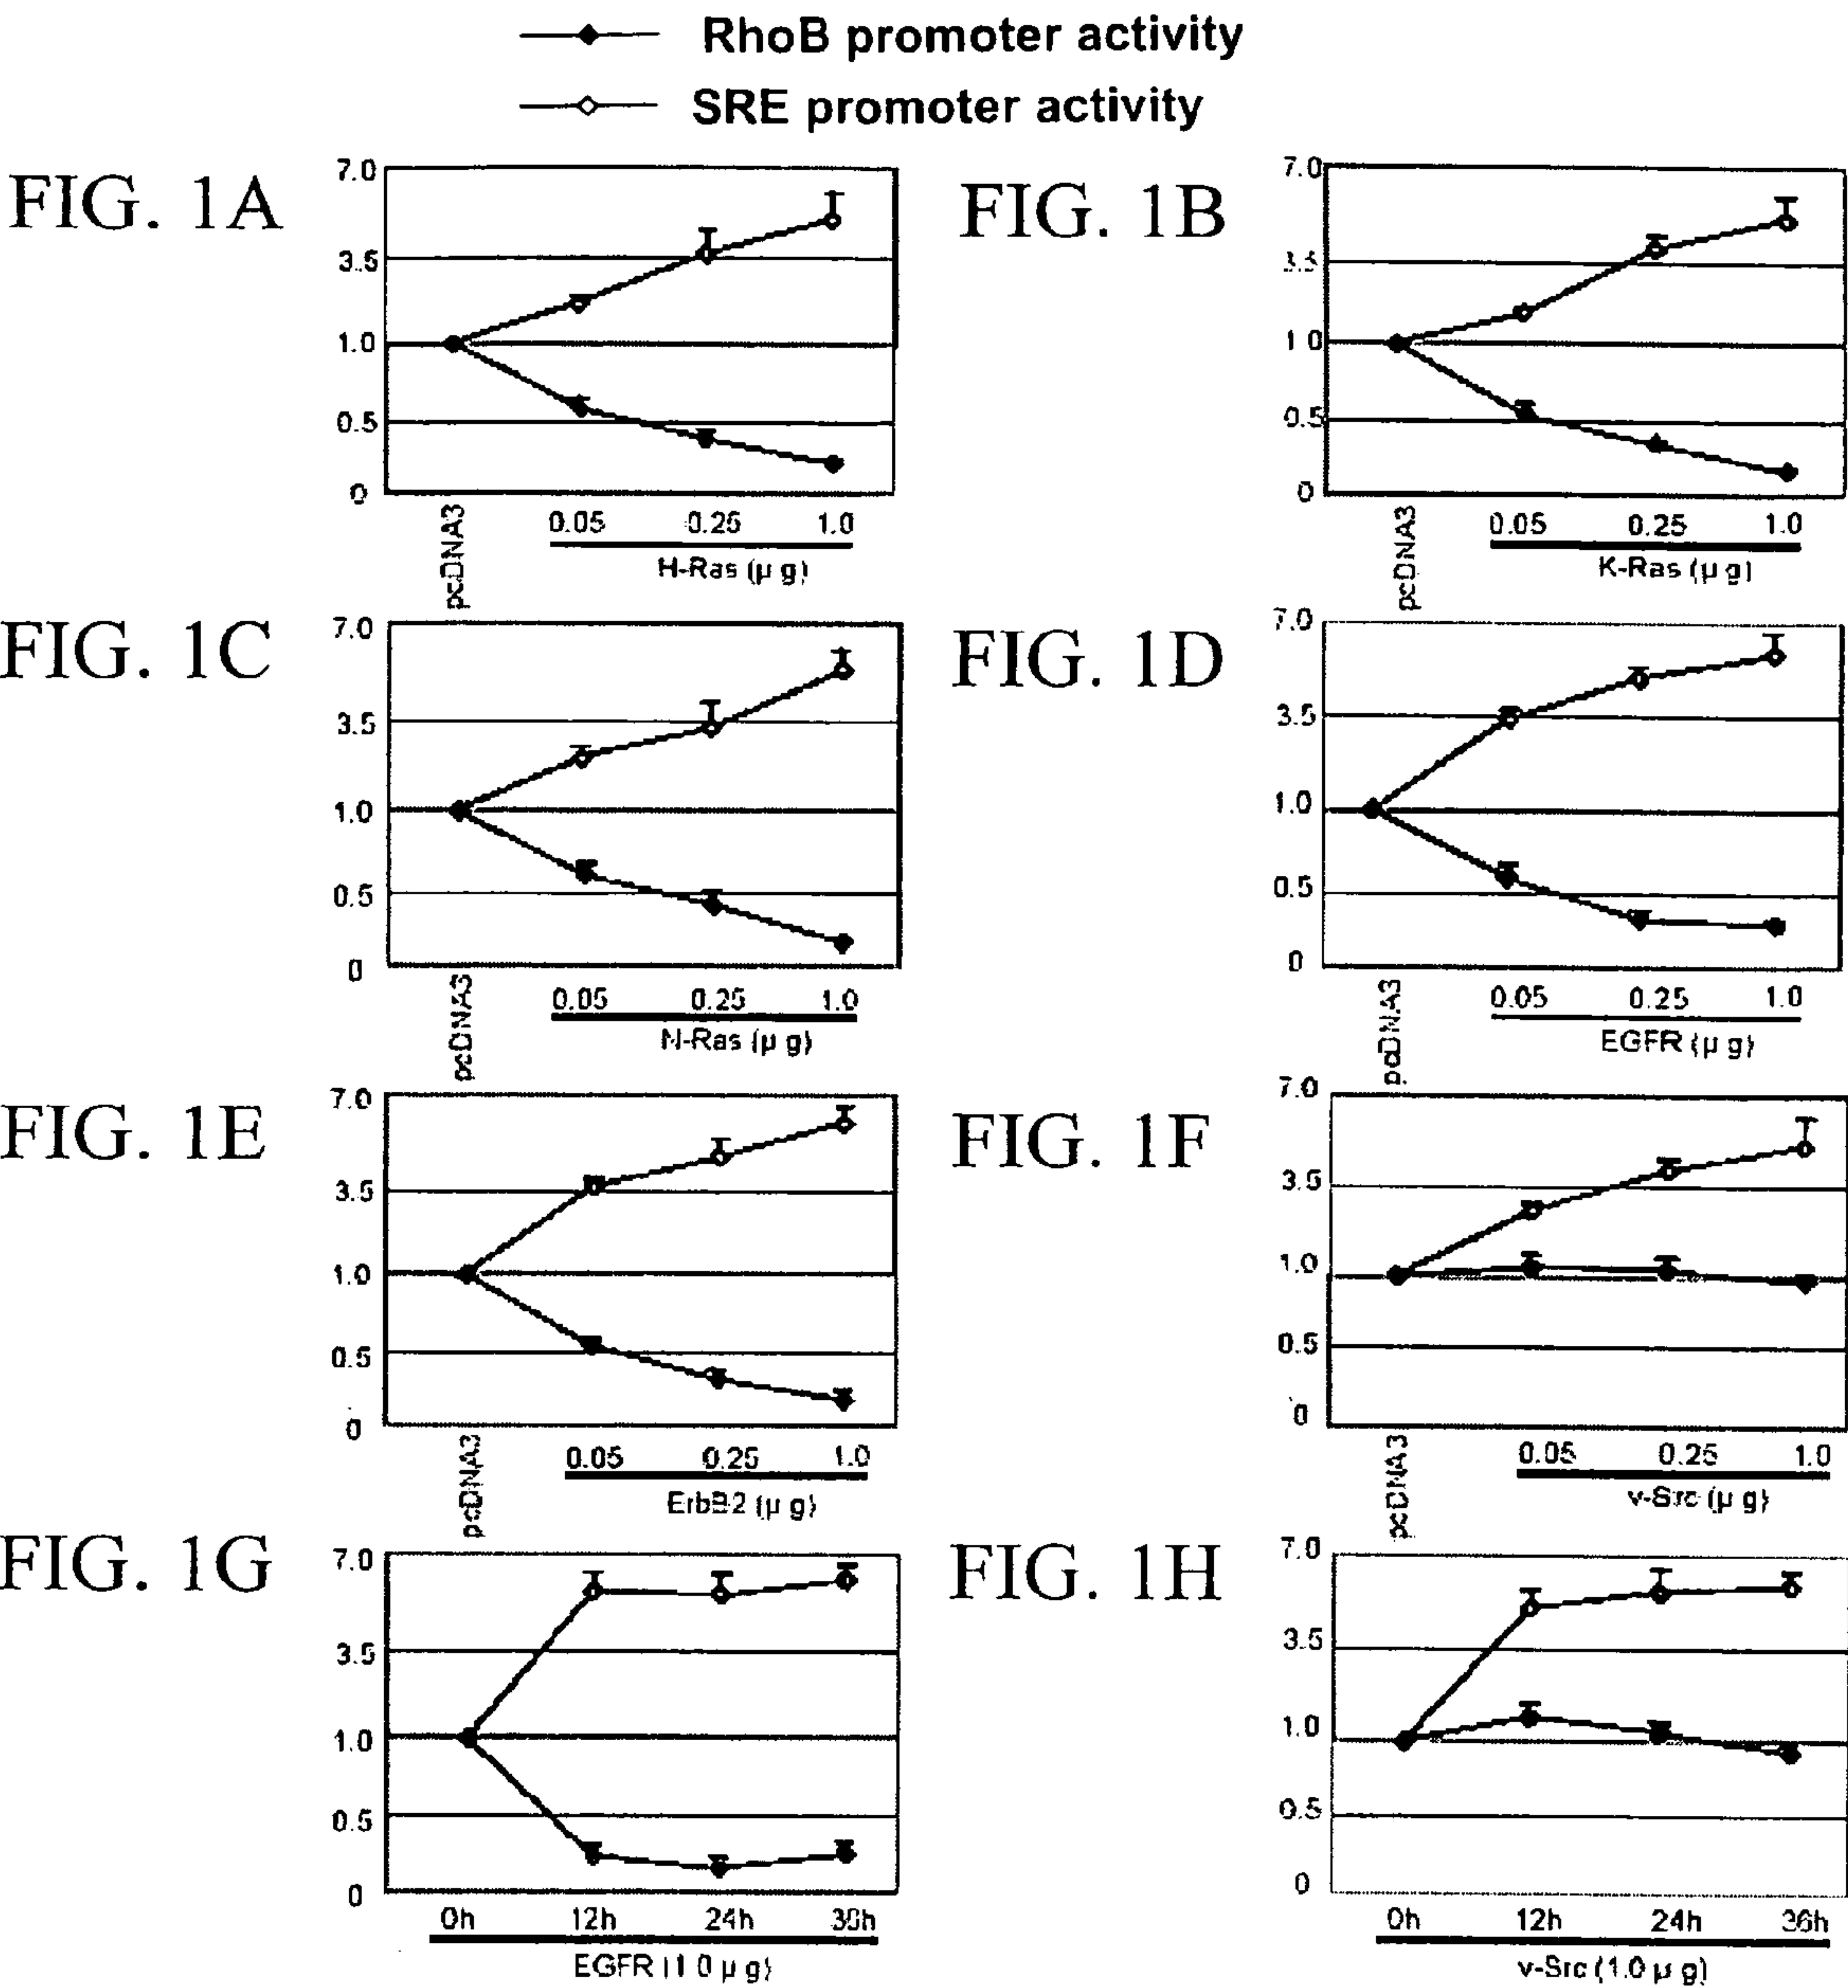 RhoB promoter activity
SRE promoter activity
FIG. 1A
7.0
3.5
1.0
0.5
0
pcDNA3
0.05 0.25 1.0
H-Ras (μ g)
FIG. 1B
7.0
3.5
1.0
0.5
0
pcDNA3
0.05 0.25 1.0
K-Ras (μ g)
FIG. 1C
7.0
3.5
1.0
0.5
0
pcDNA3
0.05 0.25 1.0
N-Ras (μ g)
FIG. 1D
7.0
3.5
1.0
0.5
0
pcDNA3
0.05 0.25 1.0
EGFR (μ g)
FIG. 1E
7.0
3.5
1.0
0.5
0
pcDNA3
0.05 0.25 1.0
ErbB2 (μ g)
FIG. 1F
7.0
3.5
1.0
0.5
0
pcDNA3
0.05 0.25 1.0
v-Src (μ g)
FIG. 1G
7.0
3.5
1.0
0.5
0
0h 12h 24h 36h
EGFR (1.0 μ g)
FIG. 1H
7.0
3.5
1.0
0.5
0
0h 12h 24h 36h
v-Src (1.0 μ g)